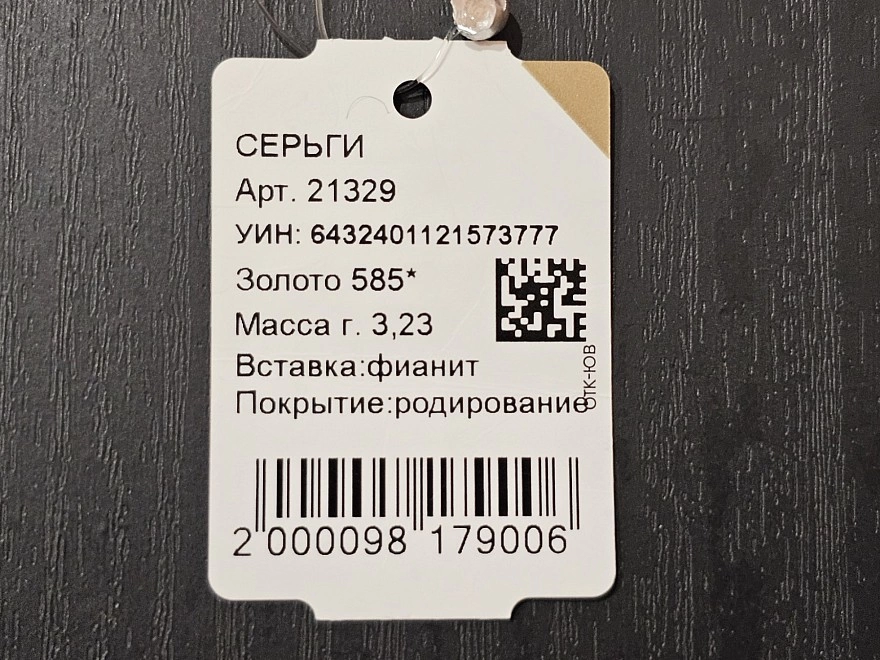 СЕРЬГИ
Арт. 21329
УИН: 6432401121573777
Золото 585*
Масса г. 3,23
Вставка:фианит
Покрытие:родирование
ОТК-ЮВ
2 000098 179006